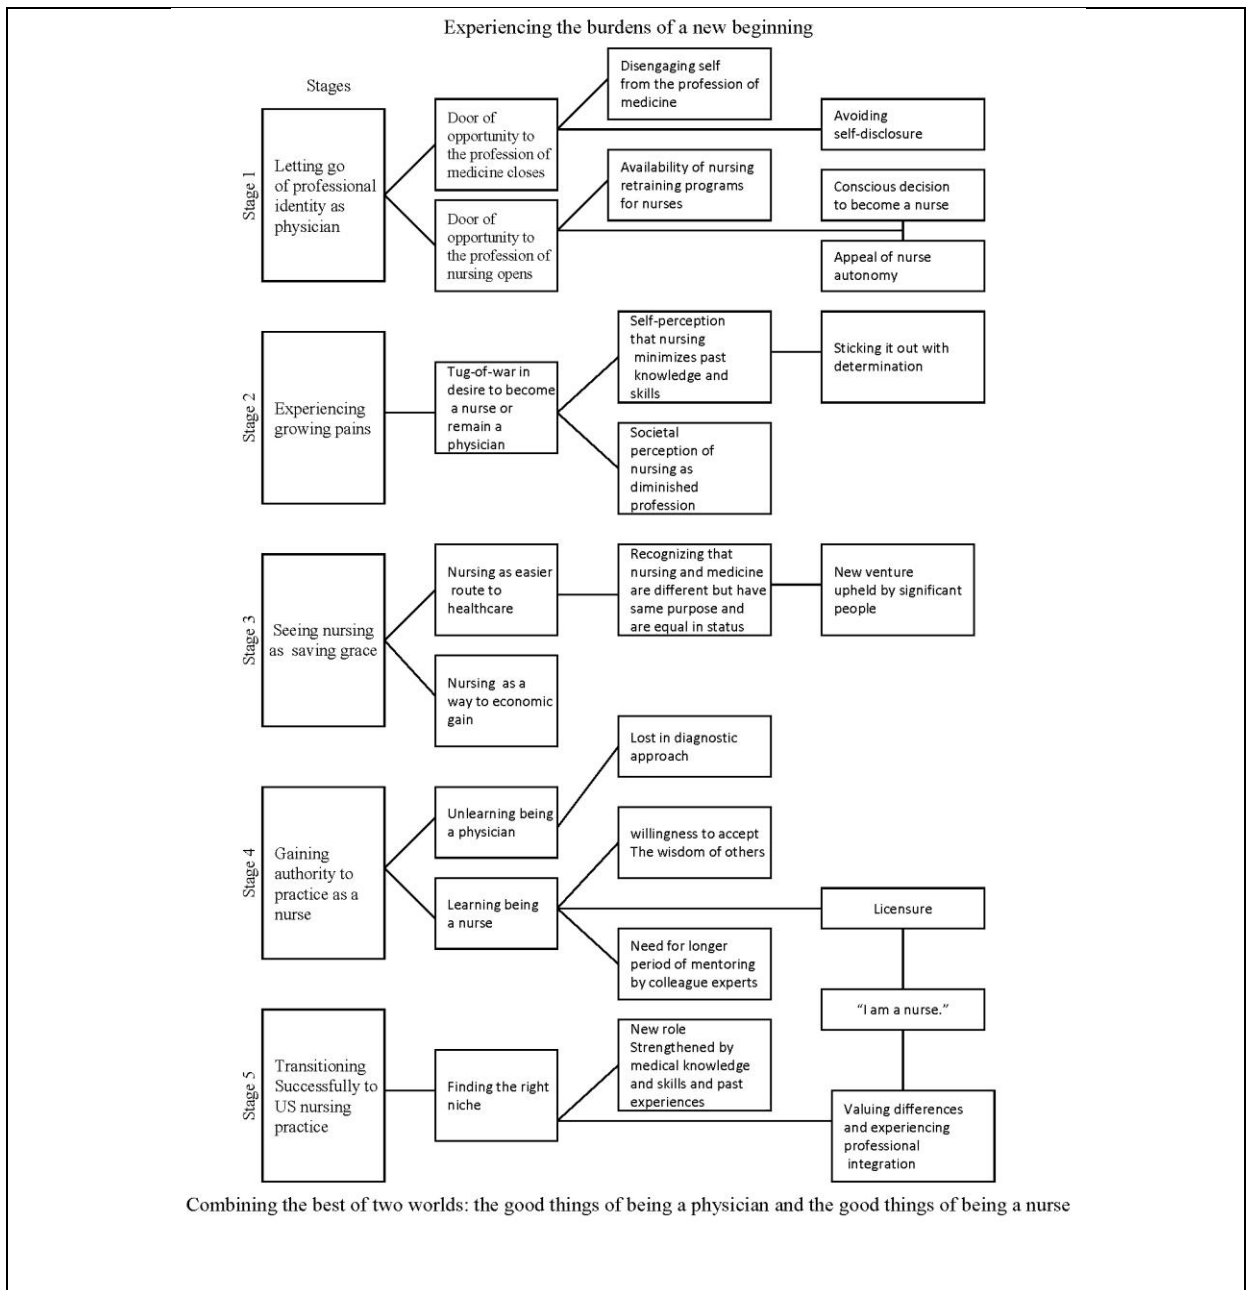 Experiencing the burdens of a new beginning
Stages
Stage 1
Letting go
of professional
identity as
physician
Door of
opportunity to
the profession of
medicine closes
Disengaging self
from the profession of
medicine
Avoiding
self-disclosure
Door of
opportunity to
the profession of
nursing opens
Availability of nursing
retraining programs
for nurses
Conscious decision
to become a nurse
Appeal of nurse
autonomy
Stage 2
Experiencing
growing pains
Tug-of-war in
desire to become
a nurse or
remain a
physician
Self-perception
that nursing
minimizes past
knowledge and
skills
Sticking it out with
determination
Societal
perception of
nursing as
diminished
profession
Stage 3
Seeing nursing
as saving grace
Nursing as easier
route to
healthcare
Recognizing that
nursing and medicine
are different but have
same purpose and
are equal in status
New venture
upheld by significant
people
Nursing as a
way to economic
gain
Stage 4
Gaining
authority to
practice as a
nurse
Unlearning being
a physician
Lost in diagnostic
approach
Learning being
a nurse
willingness to accept
The wisdom of others
Licensure
Need for longer
period of mentoring
by colleague experts
"I am a nurse."
Stage 5
Transitioning
Successfully to
US nursing
practice
Finding the right
niche
New role
Strengthened by
medical knowledge
and skills and past
experiences
Valuing differences
and experiencing
professional
integration
Combining the best of two worlds: the good things of being a physician and the good things of being a nurse